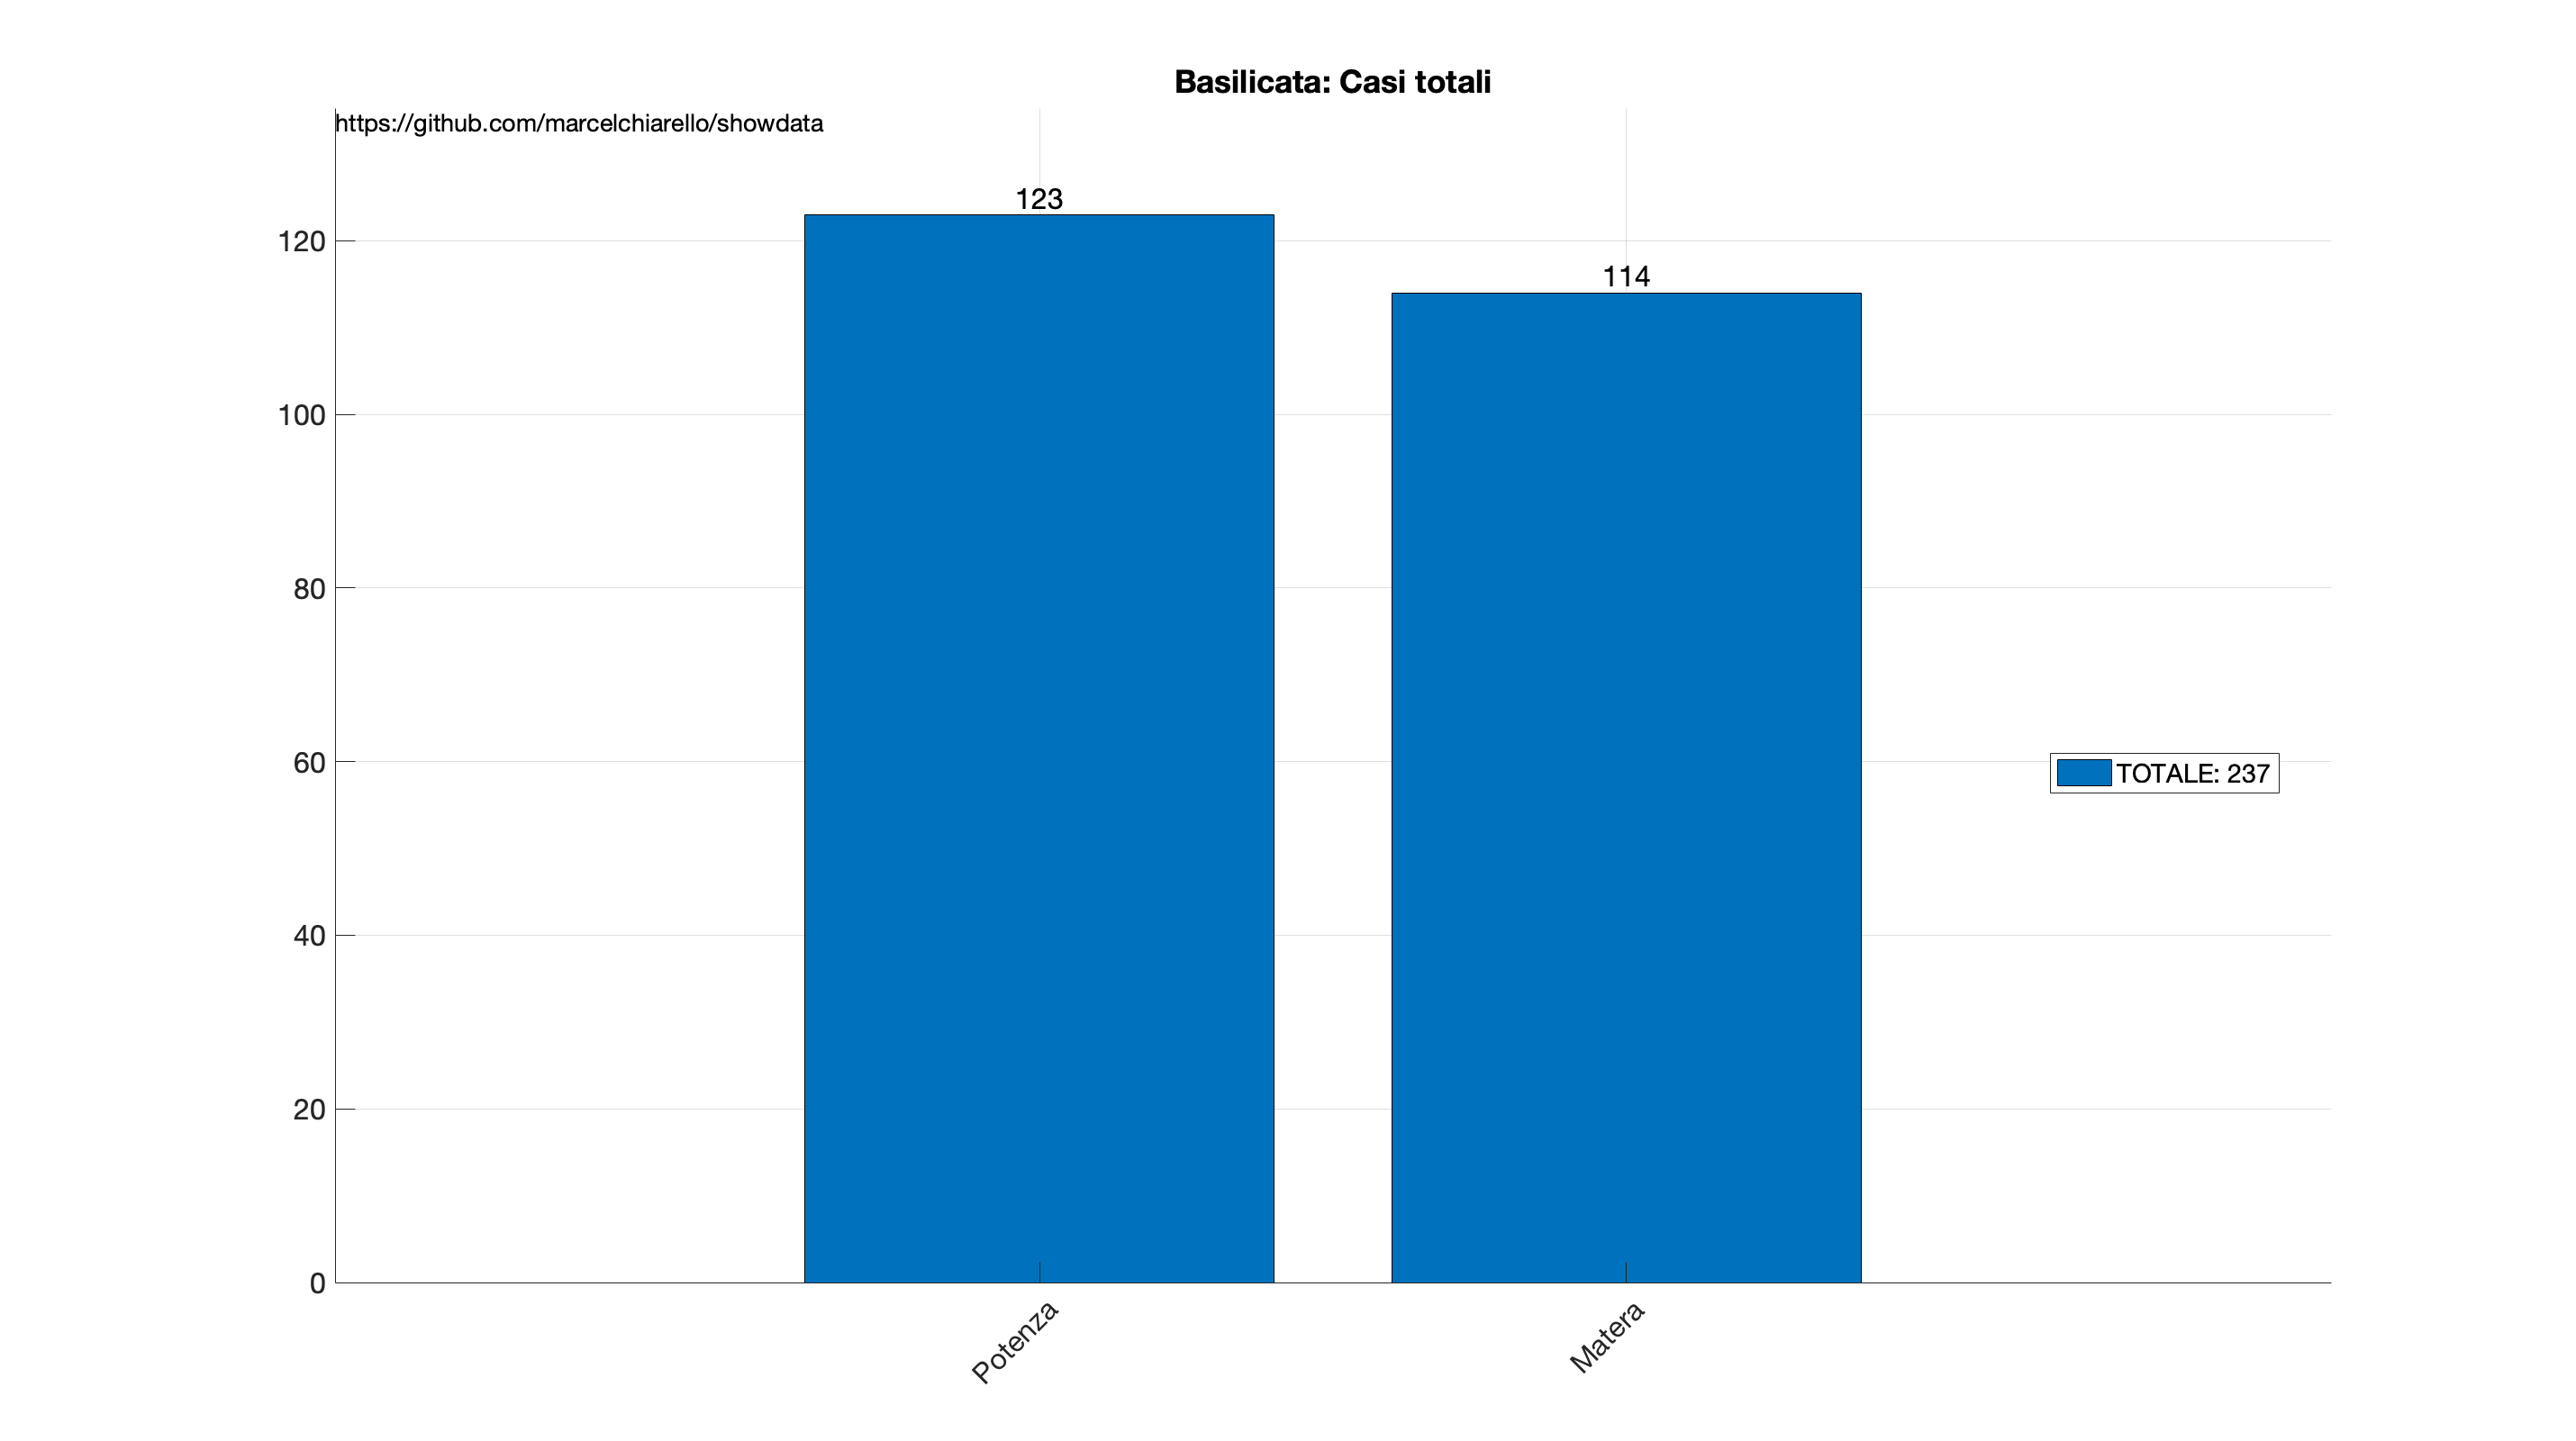 Basilicata: Casi totali
https://github.com/marcelchiarello/showdata
123
114
120
100
80
60
40
20
0
TOTALE: 237
Potenza
Matera